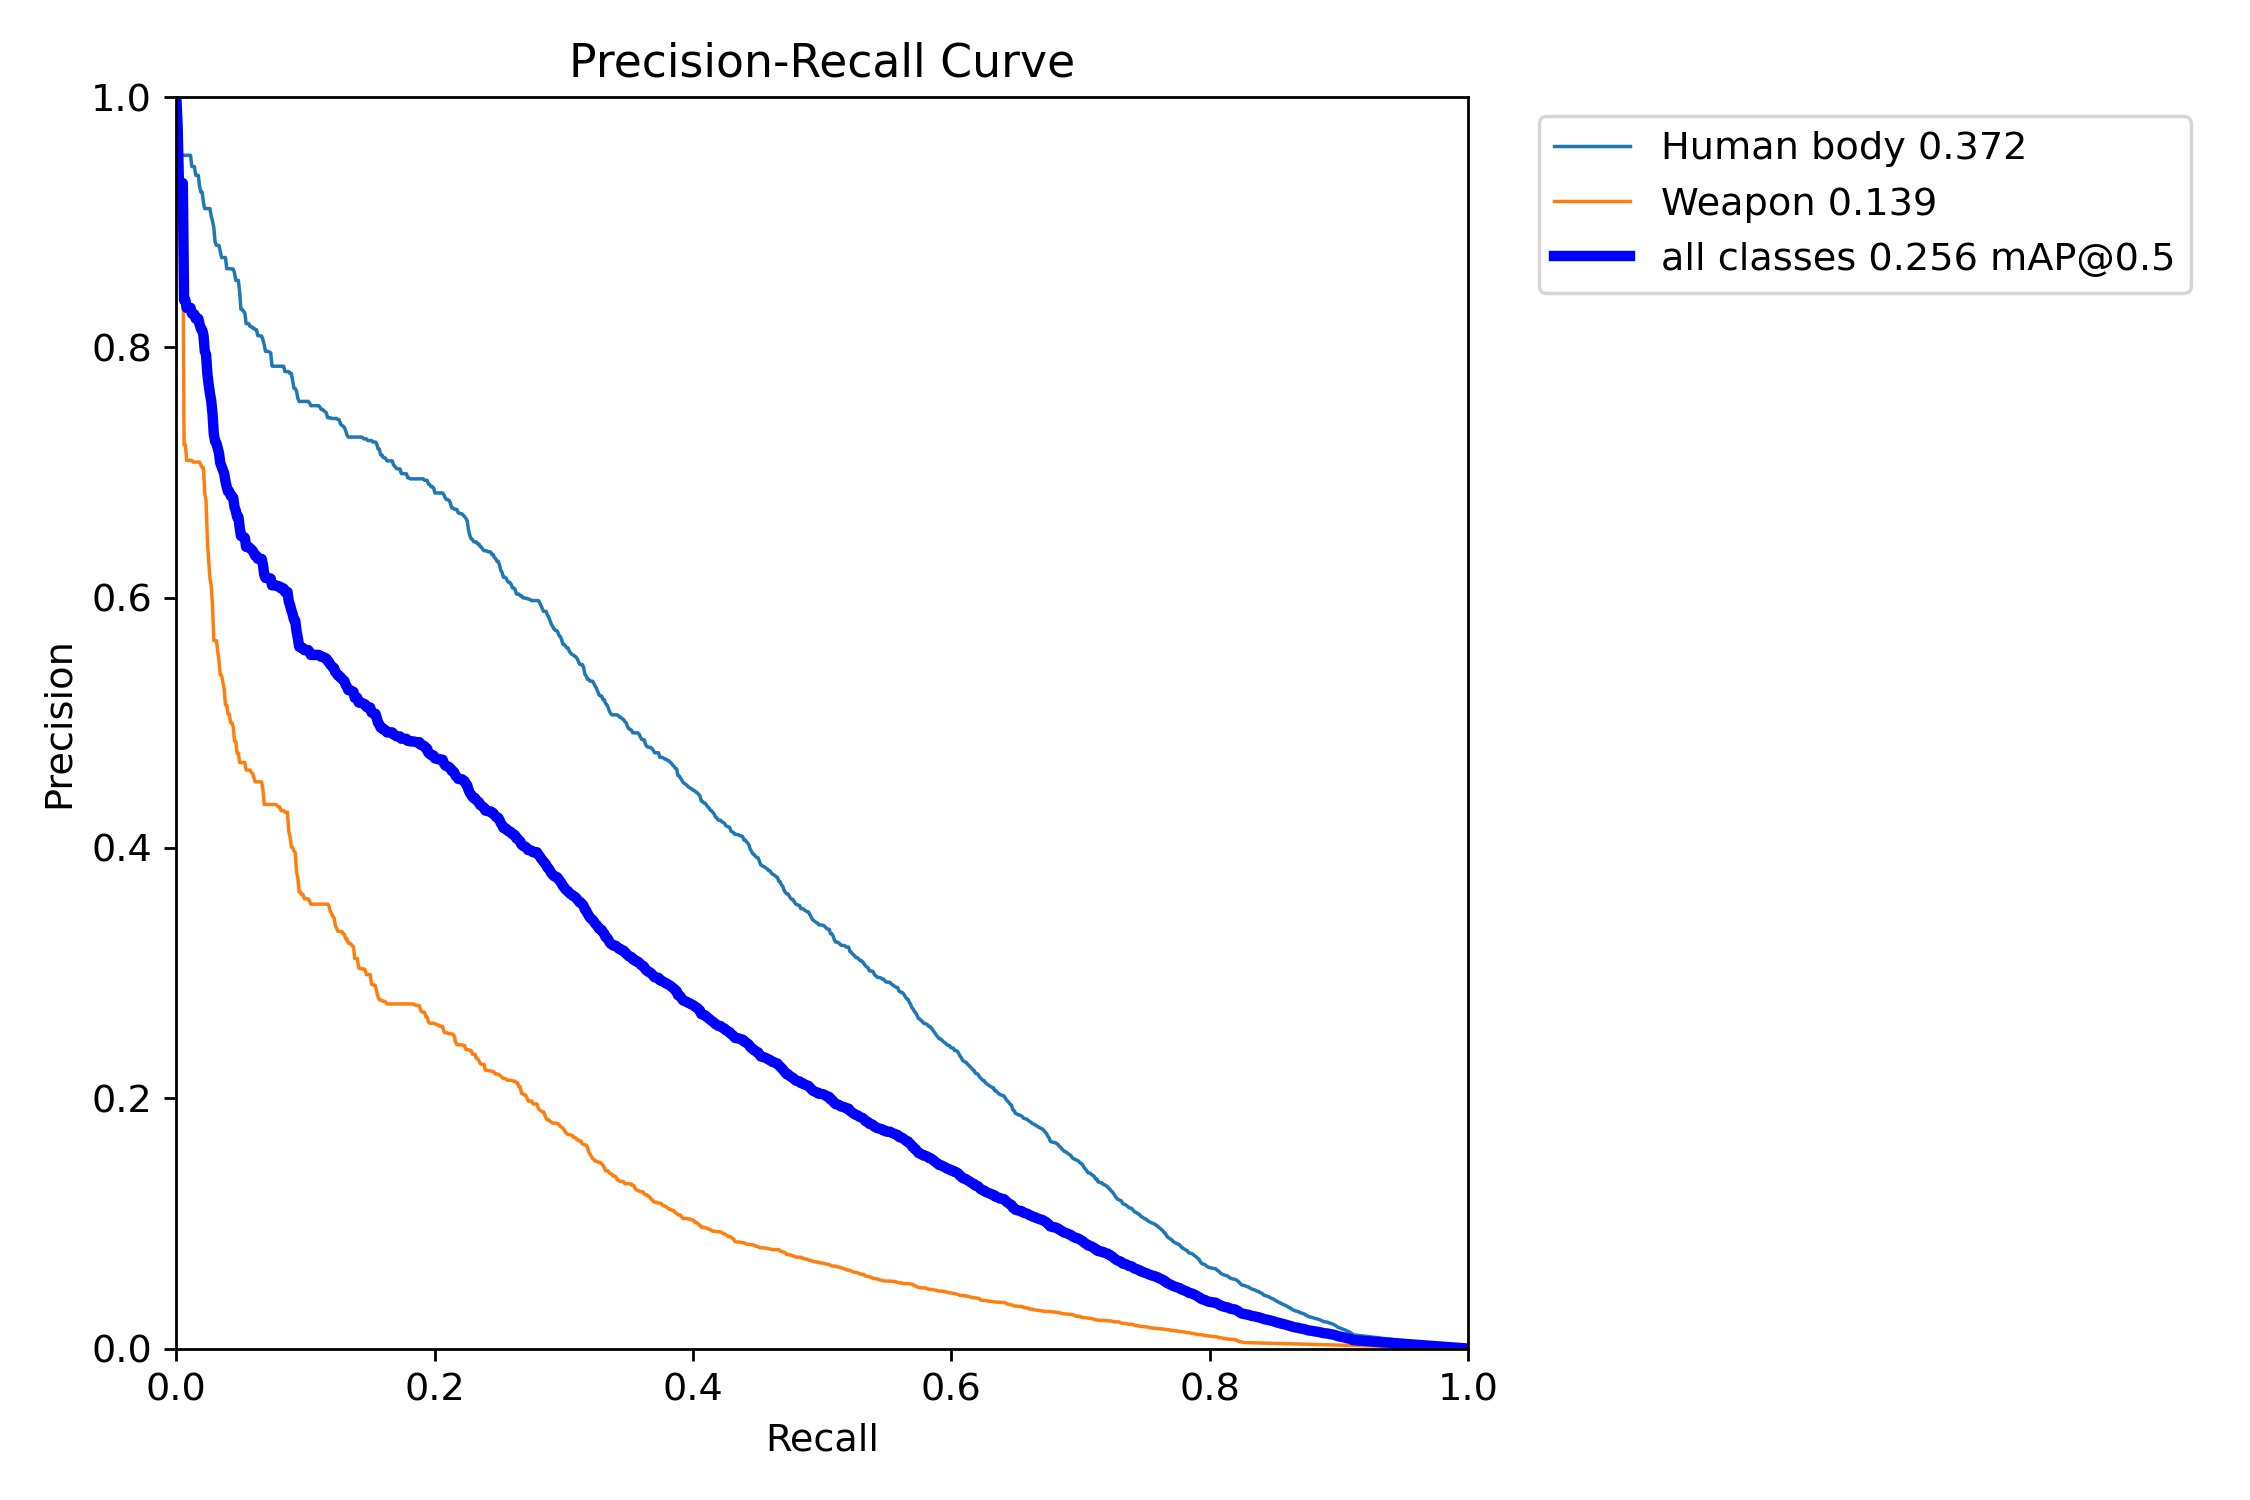 Precision-Recall Curve
1.0
0.8
0.6
0.4
0.2
0.0
Precision
0.0 0.2 0.4 0.6 0.8 1.0
Recall
Human body 0.372
Weapon 0.139
all classes 0.256 mAP@0.5